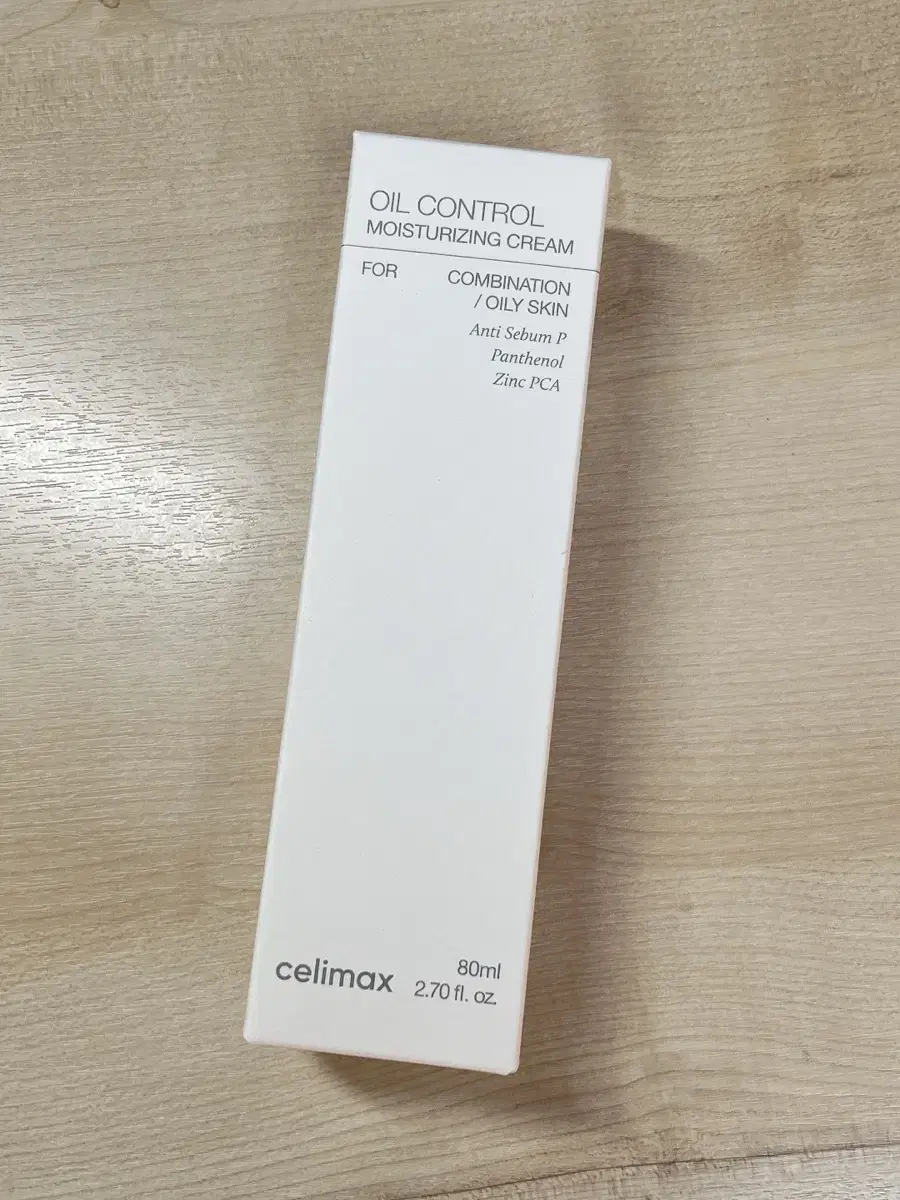 OIL CONTROL
MOISTURIZING CREAM
FOR COMBINATION
/ OILY SKIN
Anti Sebum P
Panthenol
Zinc PCA
celimax 80ml
2.70 fl. oz.